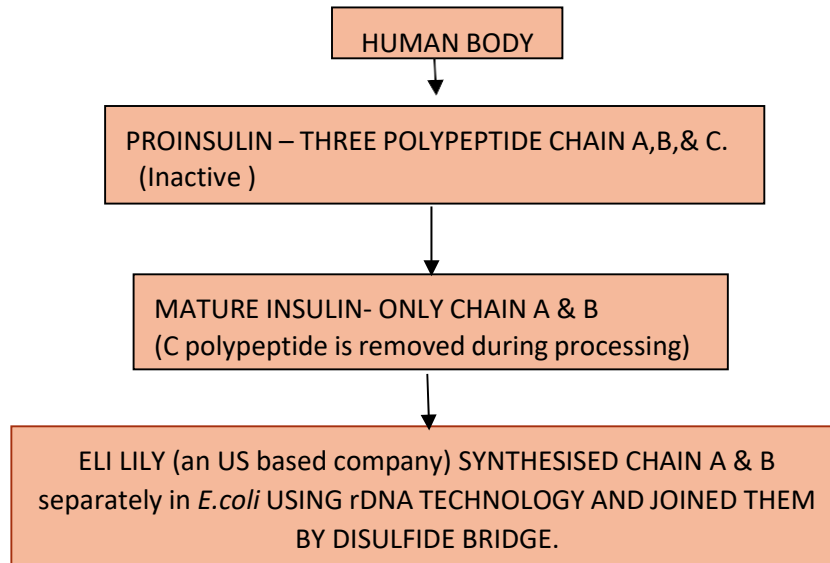 HUMAN BODY
PROINSULIN – THREE POLYPEPTIDE CHAIN A,B,& C.
(Inactive )
MATURE INSULIN- ONLY CHAIN A & B
(C polypeptide is removed during processing)
ELI LILY (an US based company) SYNTHESISED CHAIN A & B
separately in E.coli USING rDNA TECHNOLOGY AND JOINED THEM
BY DISULFIDE BRIDGE.